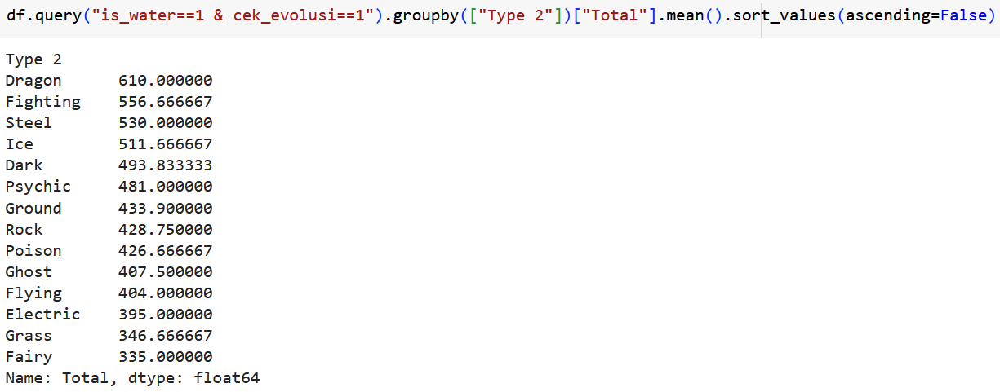 df.query("is_water==1 & cek_evolusi==1").groupby(["Type 2"])["Total"].mean().sort_values(ascending=False)
Type 2
Dragon      610.000000
Fighting    556.666667
Steel       530.000000
Ice         511.666667
Dark        493.833333
Psychic     481.000000
Ground      433.900000
Rock        428.750000
Poison      426.666667
Ghost       407.500000
Flying      404.000000
Electric    395.000000
Grass       346.666667
Fairy       335.000000
Name: Total, dtype: float64